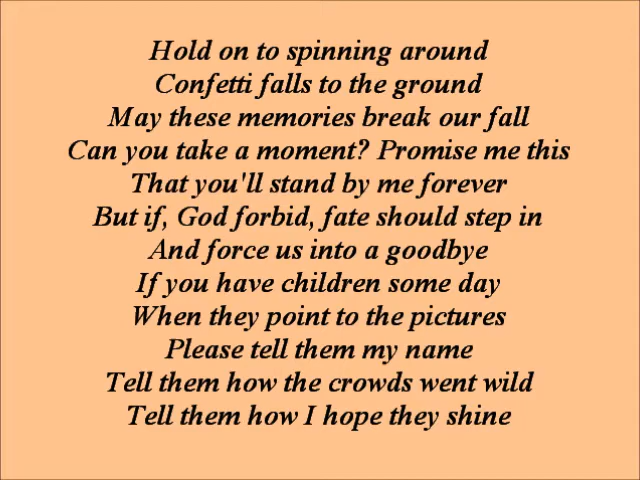 Hold on to spinning around
Confetti falls to the ground
May these memories break our fall
Can you take a moment? Promise me this
That you'll stand by me forever
But if, God forbid, fate should step in
And force us into a goodbye
If you have children some day
When they point to the pictures
Please tell them my name
Tell them how the crowds went wild
Tell them how I hope they shine